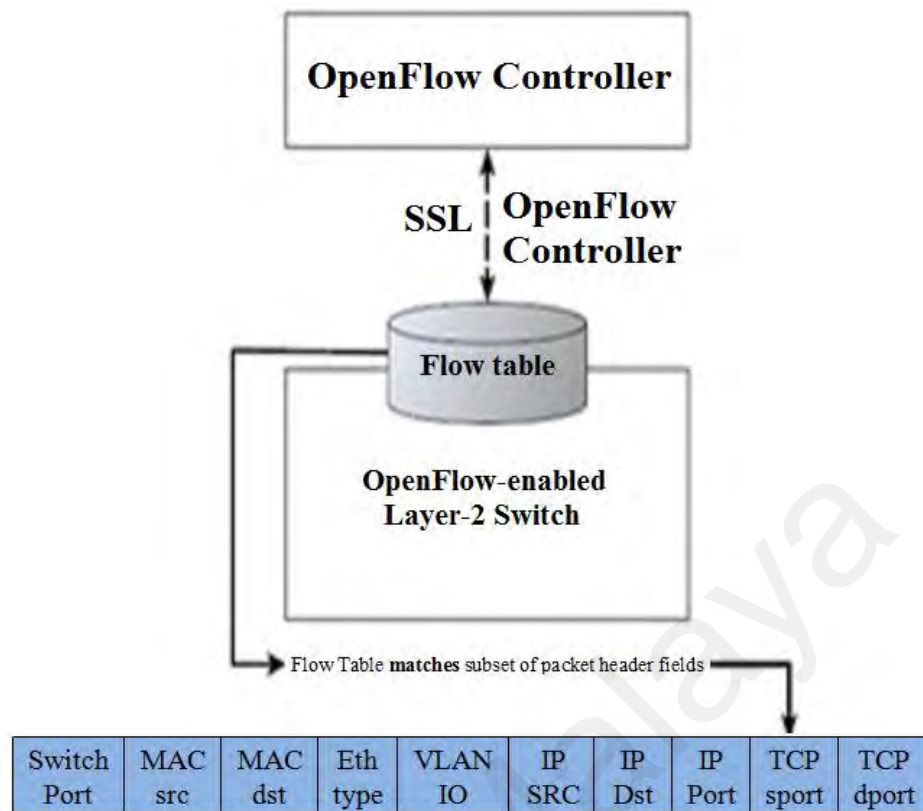 OpenFlow Controller
SSL
OpenFlow
Controller
Flow table
OpenFlow-enabled
Layer-2 Switch
Flow Table matches subset of packet header fields
Switch Port
MAC src
MAC dst
Eth type
VLAN IO
IP SRC
IP Dst
IP Port
TCP sport
TCP dport